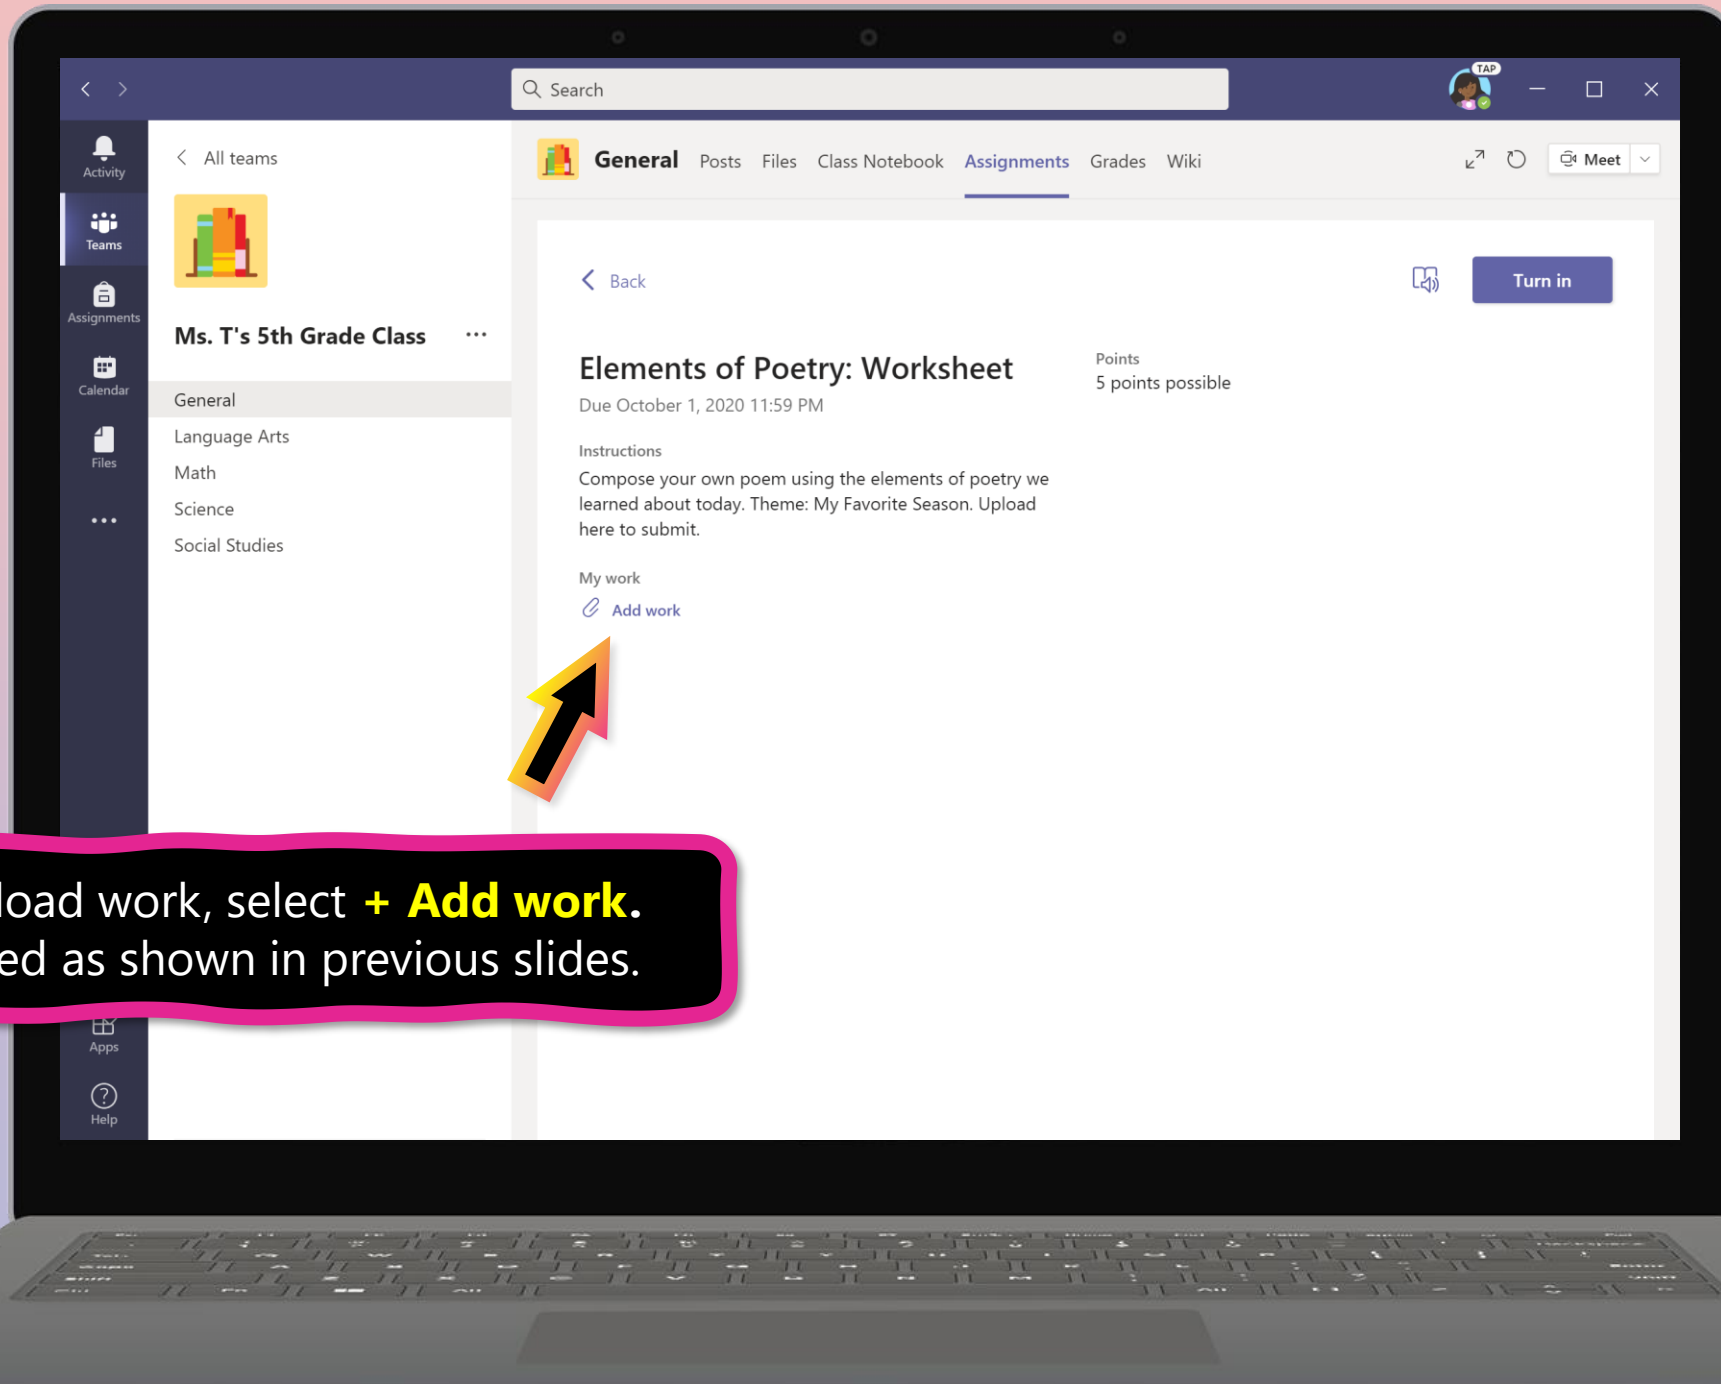 Search
TAP
Activity
Teams
Assignments
Calendar
Files
Apps
Help
All teams
Ms. T's 5th Grade Class
General
Language Arts
Math
Science
Social Studies
General Posts Files Class Notebook Assignments Grades Wiki
Meet
Back
Turn in
Elements of Poetry: Worksheet
Due October 1, 2020 11:59 PM
Points
5 points possible
Instructions
Compose your own poem using the elements of poetry we
learned about today. Theme: My Favorite Season. Upload
here to submit.
My work
Add work
load work, select + Add work.
ed as shown in previous slides.